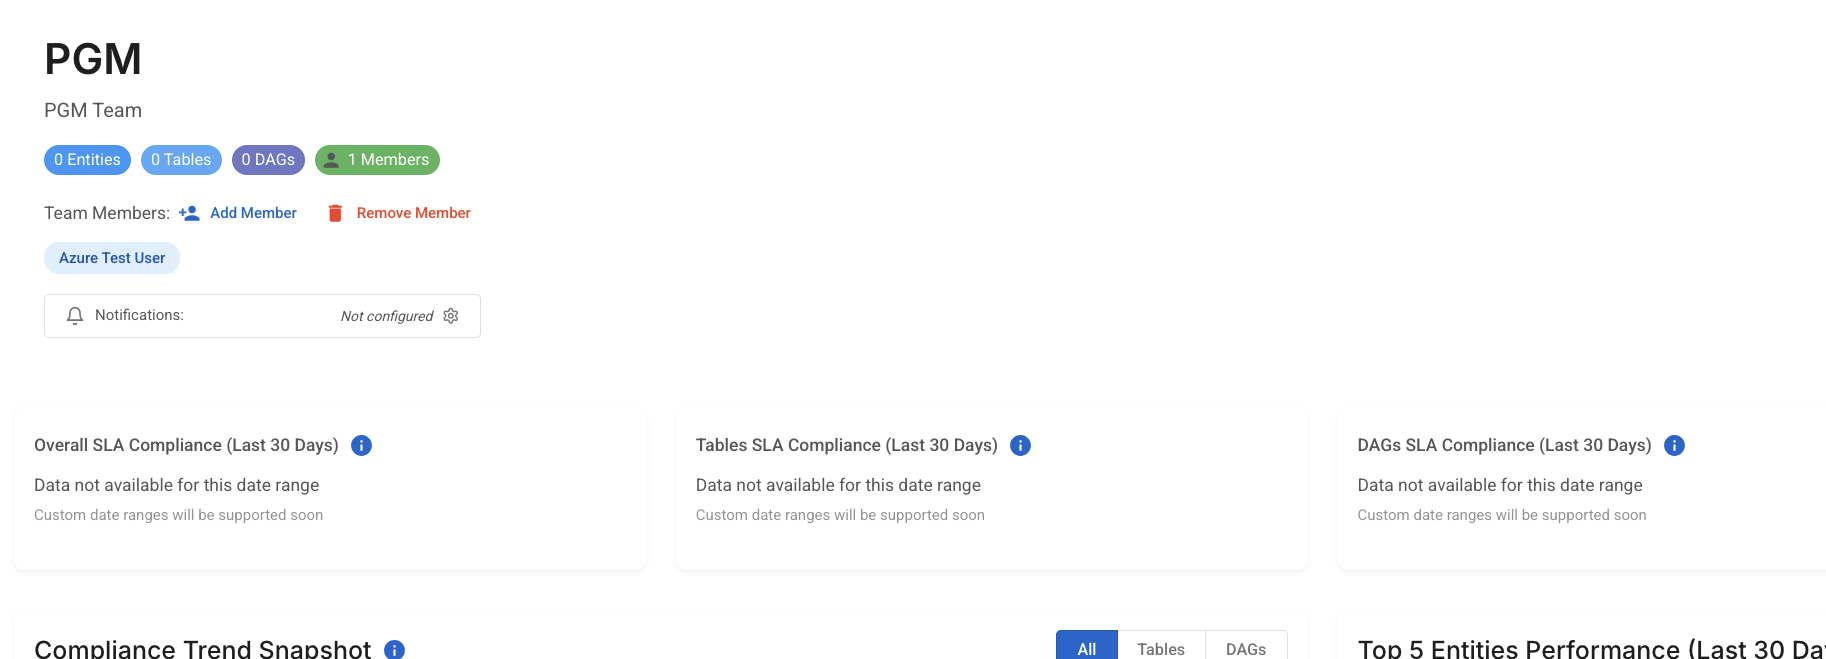 PGM
PGM Team
0 Entities 0 Tables 0 DAGs 1 Members
Team Members: Add Member Remove Member
Azure Test User
Notifications: Not configured
Overall SLA Compliance (Last 30 Days)
Data not available for this date range
Custom date ranges will be supported soon
Tables SLA Compliance (Last 30 Days)
Data not available for this date range
Custom date ranges will be supported soon
DAGs SLA Compliance (Last 30 Days)
Data not available for this date range
Custom date ranges will be supported soon
Compliance Trend Snapshot
All Tables DAGs
Top 5 Entities Performance (Last 30 Da